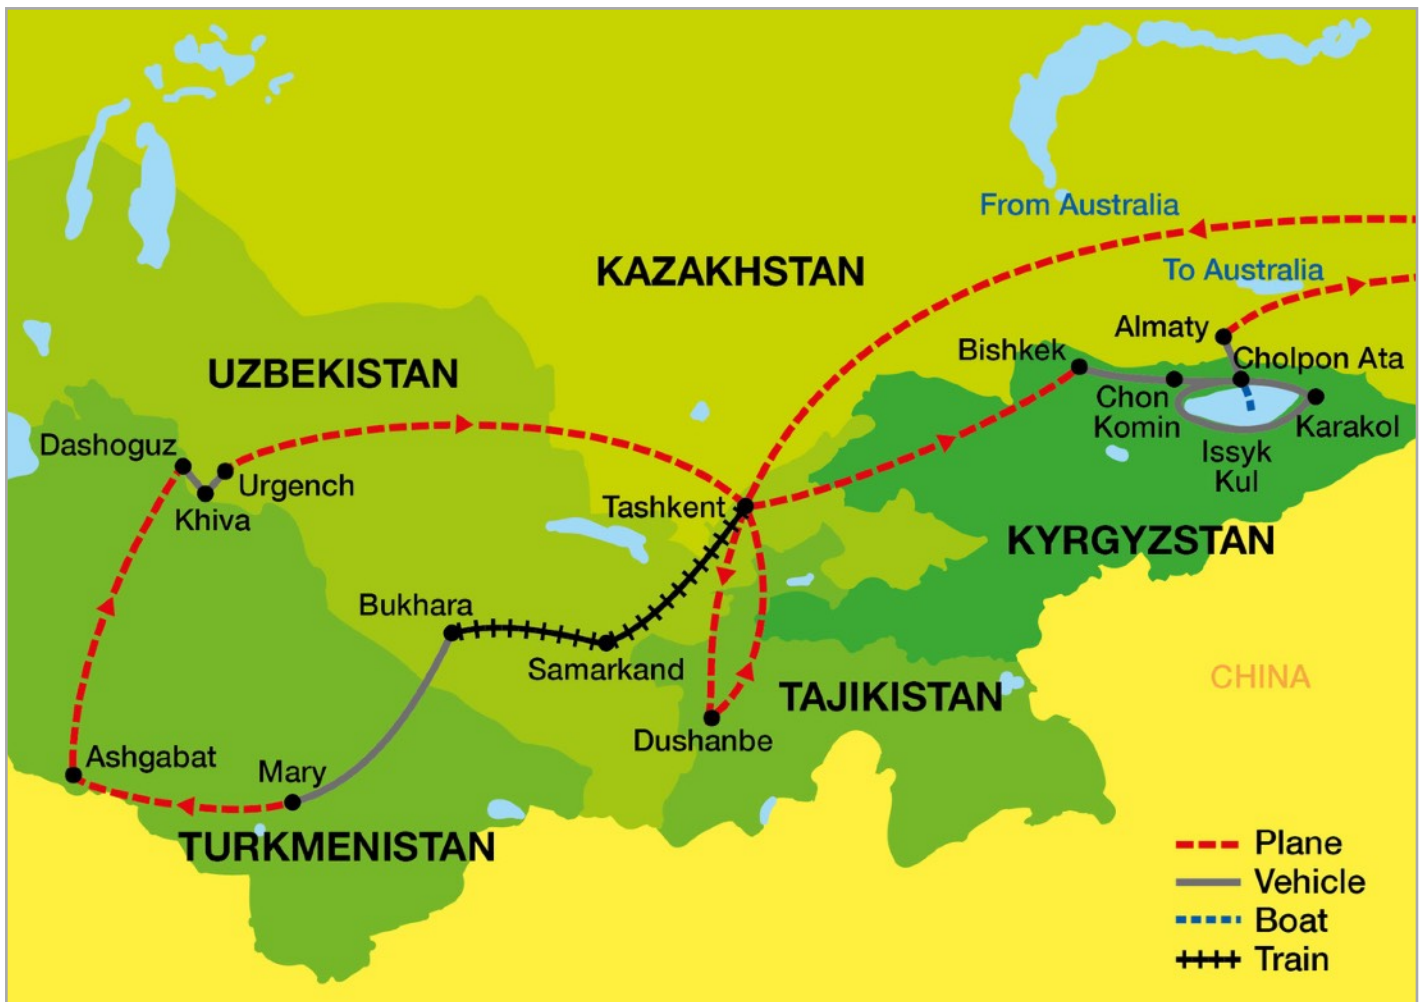 From Australia
KAZAKHSTAN
To Australia
Almaty
Bishkek
Cholpon Ata
UZBEKISTAN
Chon
Komin
Karakol
Dashoguz
Issyk
Kul
Urgench
Khiva
Tashkent
KYRGYZSTAN
Bukhara
Samarkand
CHINA
TAJIKISTAN
Dushanbe
Ashgabat
Mary
TURKMENISTAN
Plane
Vehicle
Boat
Train